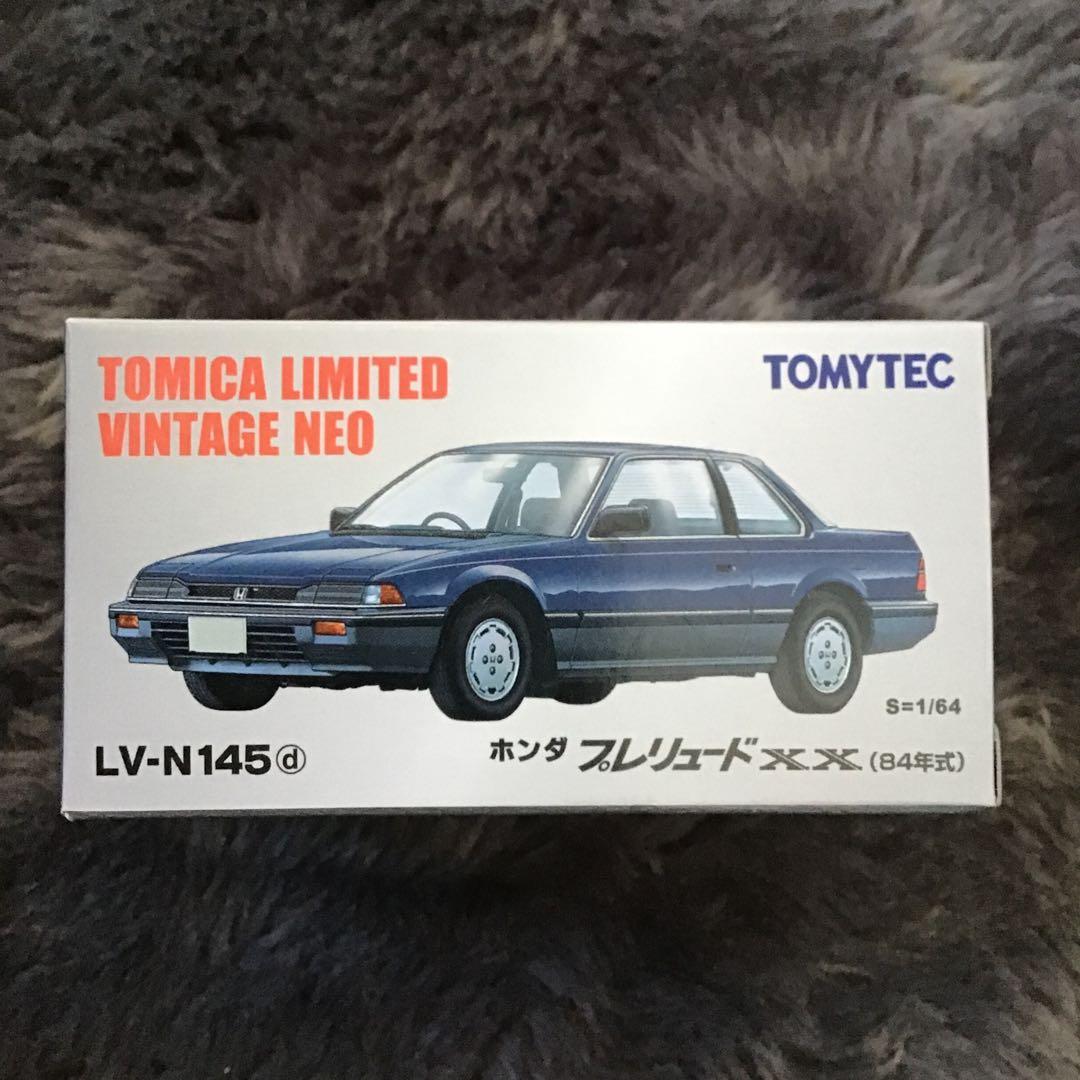 TOMICA LIMITED
VINTAGE NEO
TOMYTEC
S=1/64
LV-N145ⓓ
ホンダ プレリュードXX (84年式)